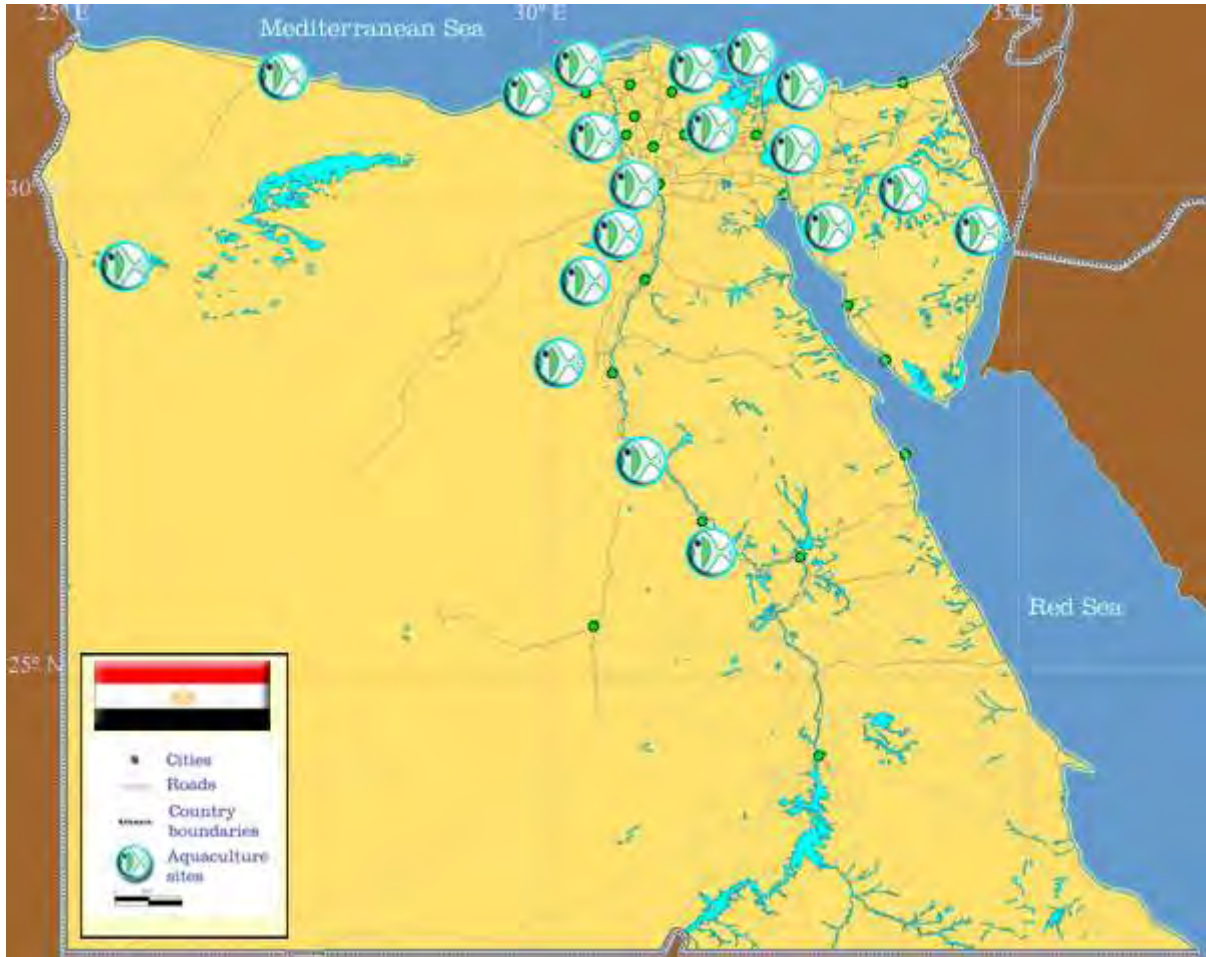 25° E
30° E
35° E
Mediterranean Sea
30°
Red Sea
25° N
Cities
Roads
Country
boundaries
Aquaculture
sites